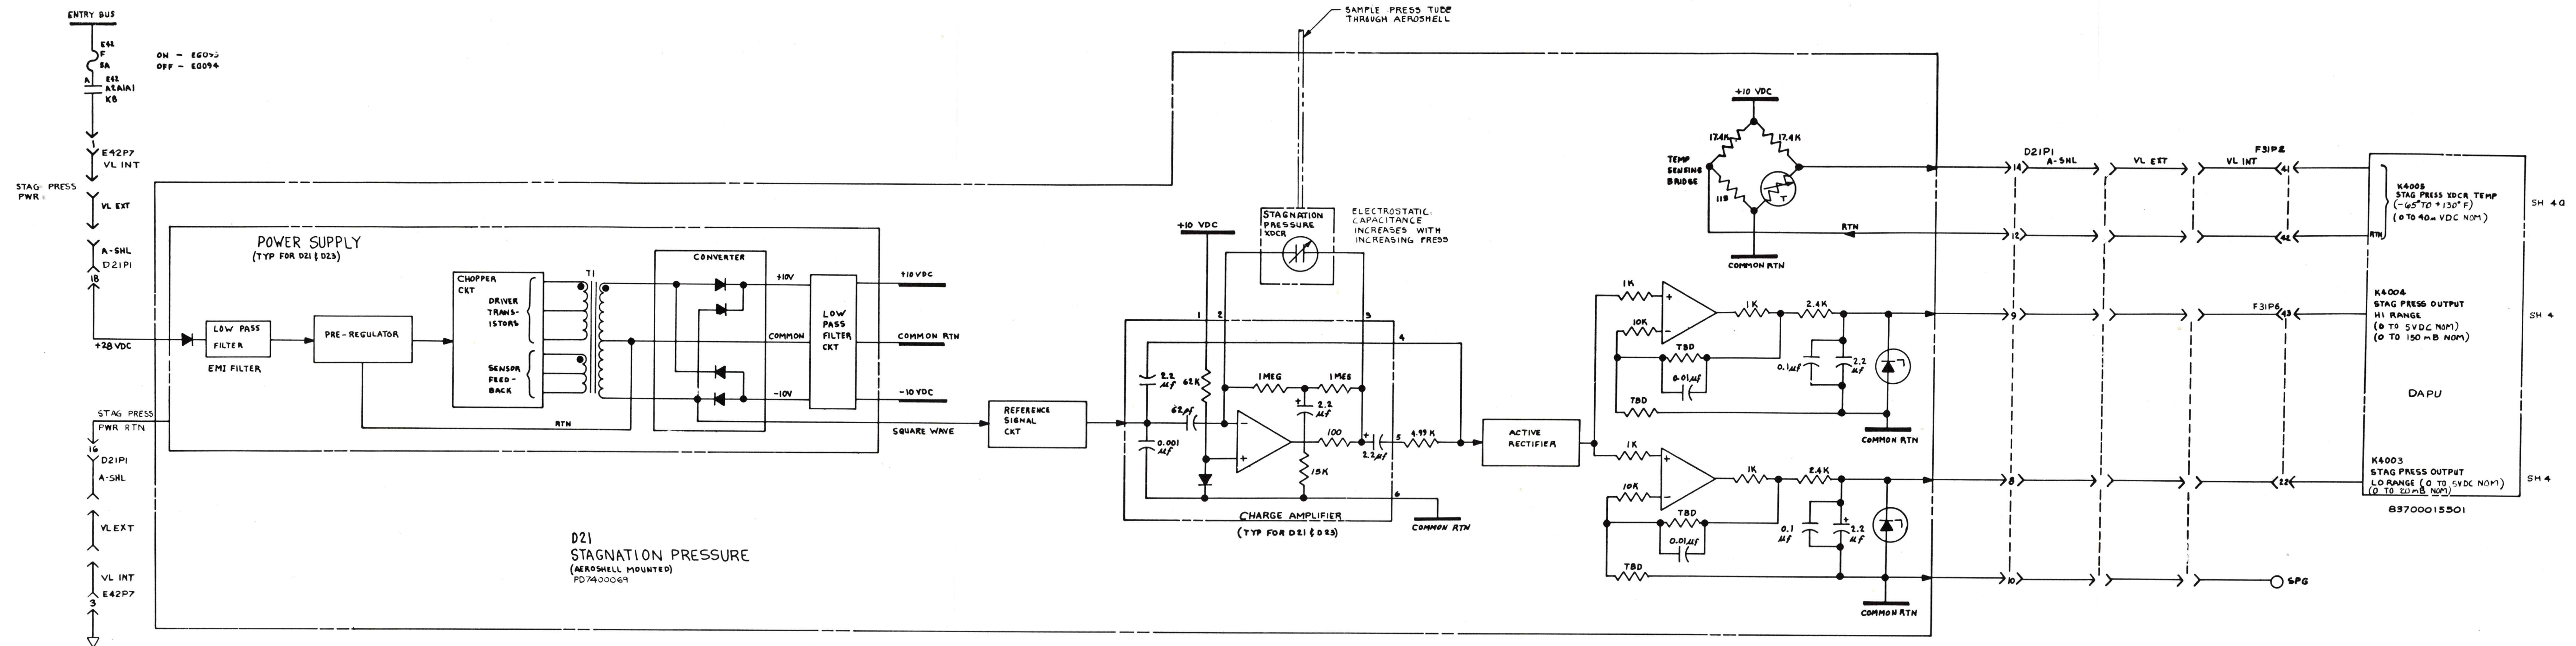 ENTRY BUS
E42
F
5A
ON - EG093
OFF - EG094
A E42
A2A1A1
K8
E42P7
VL INT
STAG PRESS
PWR
VL EXT
A-SHL
D21P1
18
+28 VDC
STAG PRESS
PWR RTN
16
D21P1
A-SHL
VL EXT
VL INT
E42P7
3
POWER SUPPLY
(TYP FOR D21 & D23)
LOW PASS
FILTER
EMI FILTER
PRE-REGULATOR
CHOPPER
CKT
DRIVER
TRANS-
ISTORS
SENSOR
FEED-
BACK
T1
RTN
CONVERTER
+10V
COMMON
-10V
LOW
PASS
FILTER
CKT
+10 VDC
COMMON RTN
-10 VDC
SQUARE WAVE
D21
STAGNATION PRESSURE
(AEROSHELL MOUNTED)
PD7400069
REFERENCE
SIGNAL
CKT
SAMPLE PRESS TUBE
THROUGH AEROSHELL
STAGNATION
PRESSURE
XDCR
ELECTROSTATIC
CAPACITANCE
INCREASES WITH
INCREASING PRESS
+10 VDC
1
2
3
4
2.2
µf
62K
1MEG
1MEG
2.2
µf
62pf
0.001
µf
-
+
100
15K
+
2.2µf
5
4.99 K
6
COMMON RTN
CHARGE AMPLIFIER
(TYP FOR D21 & D23)
ACTIVE
RECTIFIER
+10 VDC
17.4K
17.4K
TEMP
SENSING
BRIDGE
115
T
COMMON RTN
RTN
1K
10K
+
-
1K
2.4K
TBD
0.01µf
TBD
0.1µf
2.2
µf
COMMON RTN
1K
10K
+
-
1K
2.4K
TBD
0.01µf
TBD
0.1
µf
+
2.2
µf
COMMON RTN
D21P1
A-SHL
VL EXT
VL INT
F31P2
14
41
12
42
9
F31P6
43
8
22
10
SPG
K4005
STAG PRESS XDCR TEMP
(-65° TO +130° F)
(0 TO 40m VDC NOM)
RTN
SH 4Q
K4004
STAG PRESS OUTPUT
HI RANGE
(0 TO 5VDC NOM)
(0 TO 150 mB NOM)
SH 4
DAPU
K4003
STAG PRESS OUTPUT
LO RANGE (0 TO 5VDC NOM)
(0 TO 20 mB NOM)
SH 4
83700015501